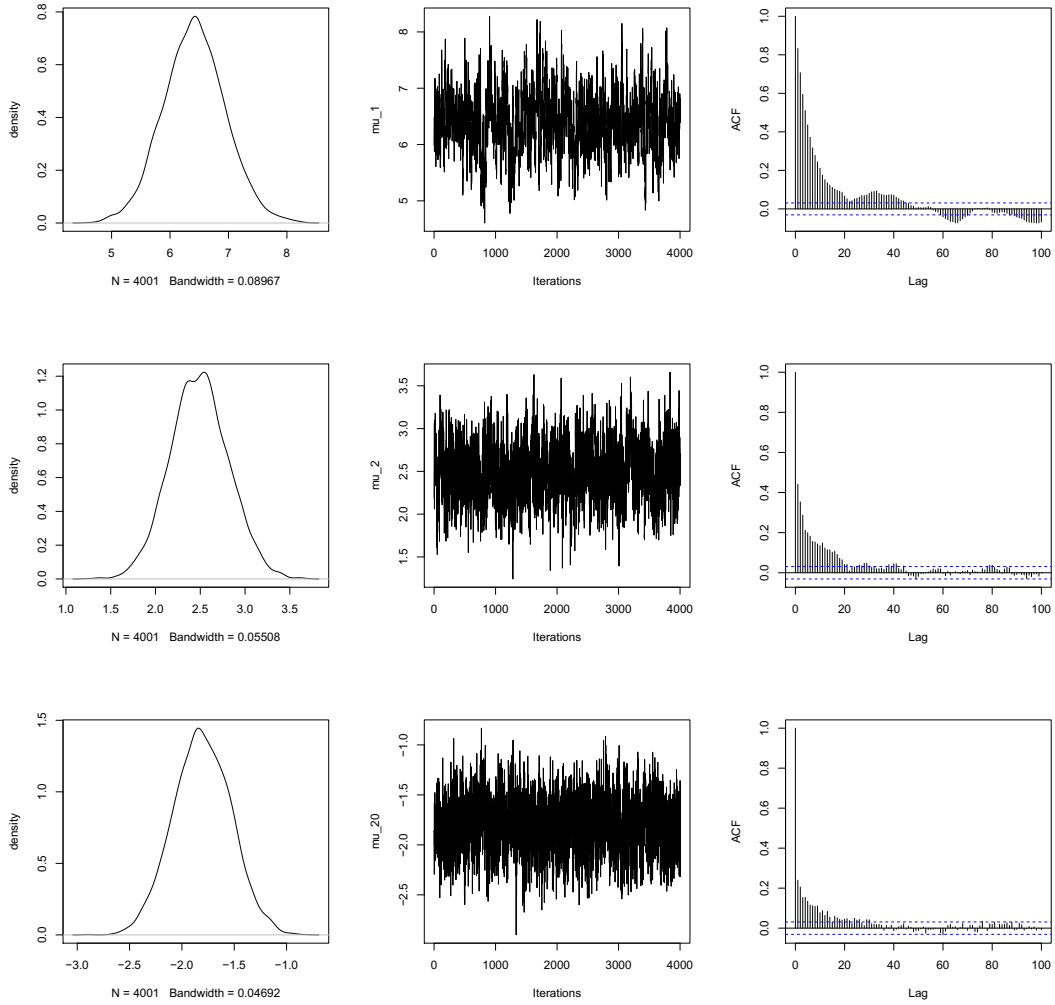 density
0.0 0.2 0.4 0.6 0.8
5 6 7 8
N = 4001 Bandwidth = 0.08967
mu_1
5 6 7 8
0 1000 2000 3000 4000
Iterations
ACF
0.0 0.2 0.4 0.6 0.8 1.0
0 20 40 60 80 100
Lag
density
0.0 0.2 0.4 0.6 0.8 1.0 1.2
1.0 1.5 2.0 2.5 3.0 3.5
N = 4001 Bandwidth = 0.05508
mu_2
1.5 2.0 2.5 3.0 3.5
0 1000 2000 3000 4000
Iterations
ACF
0.0 0.2 0.4 0.6 0.8 1.0
0 20 40 60 80 100
Lag
density
0.0 0.5 1.0 1.5
−3.0 −2.5 −2.0 −1.5 −1.0
N = 4001 Bandwidth = 0.04692
mu_20
−2.5 −2.0 −1.5 −1.0
0 1000 2000 3000 4000
Iterations
ACF
0.0 0.2 0.4 0.6 0.8 1.0
0 20 40 60 80 100
Lag